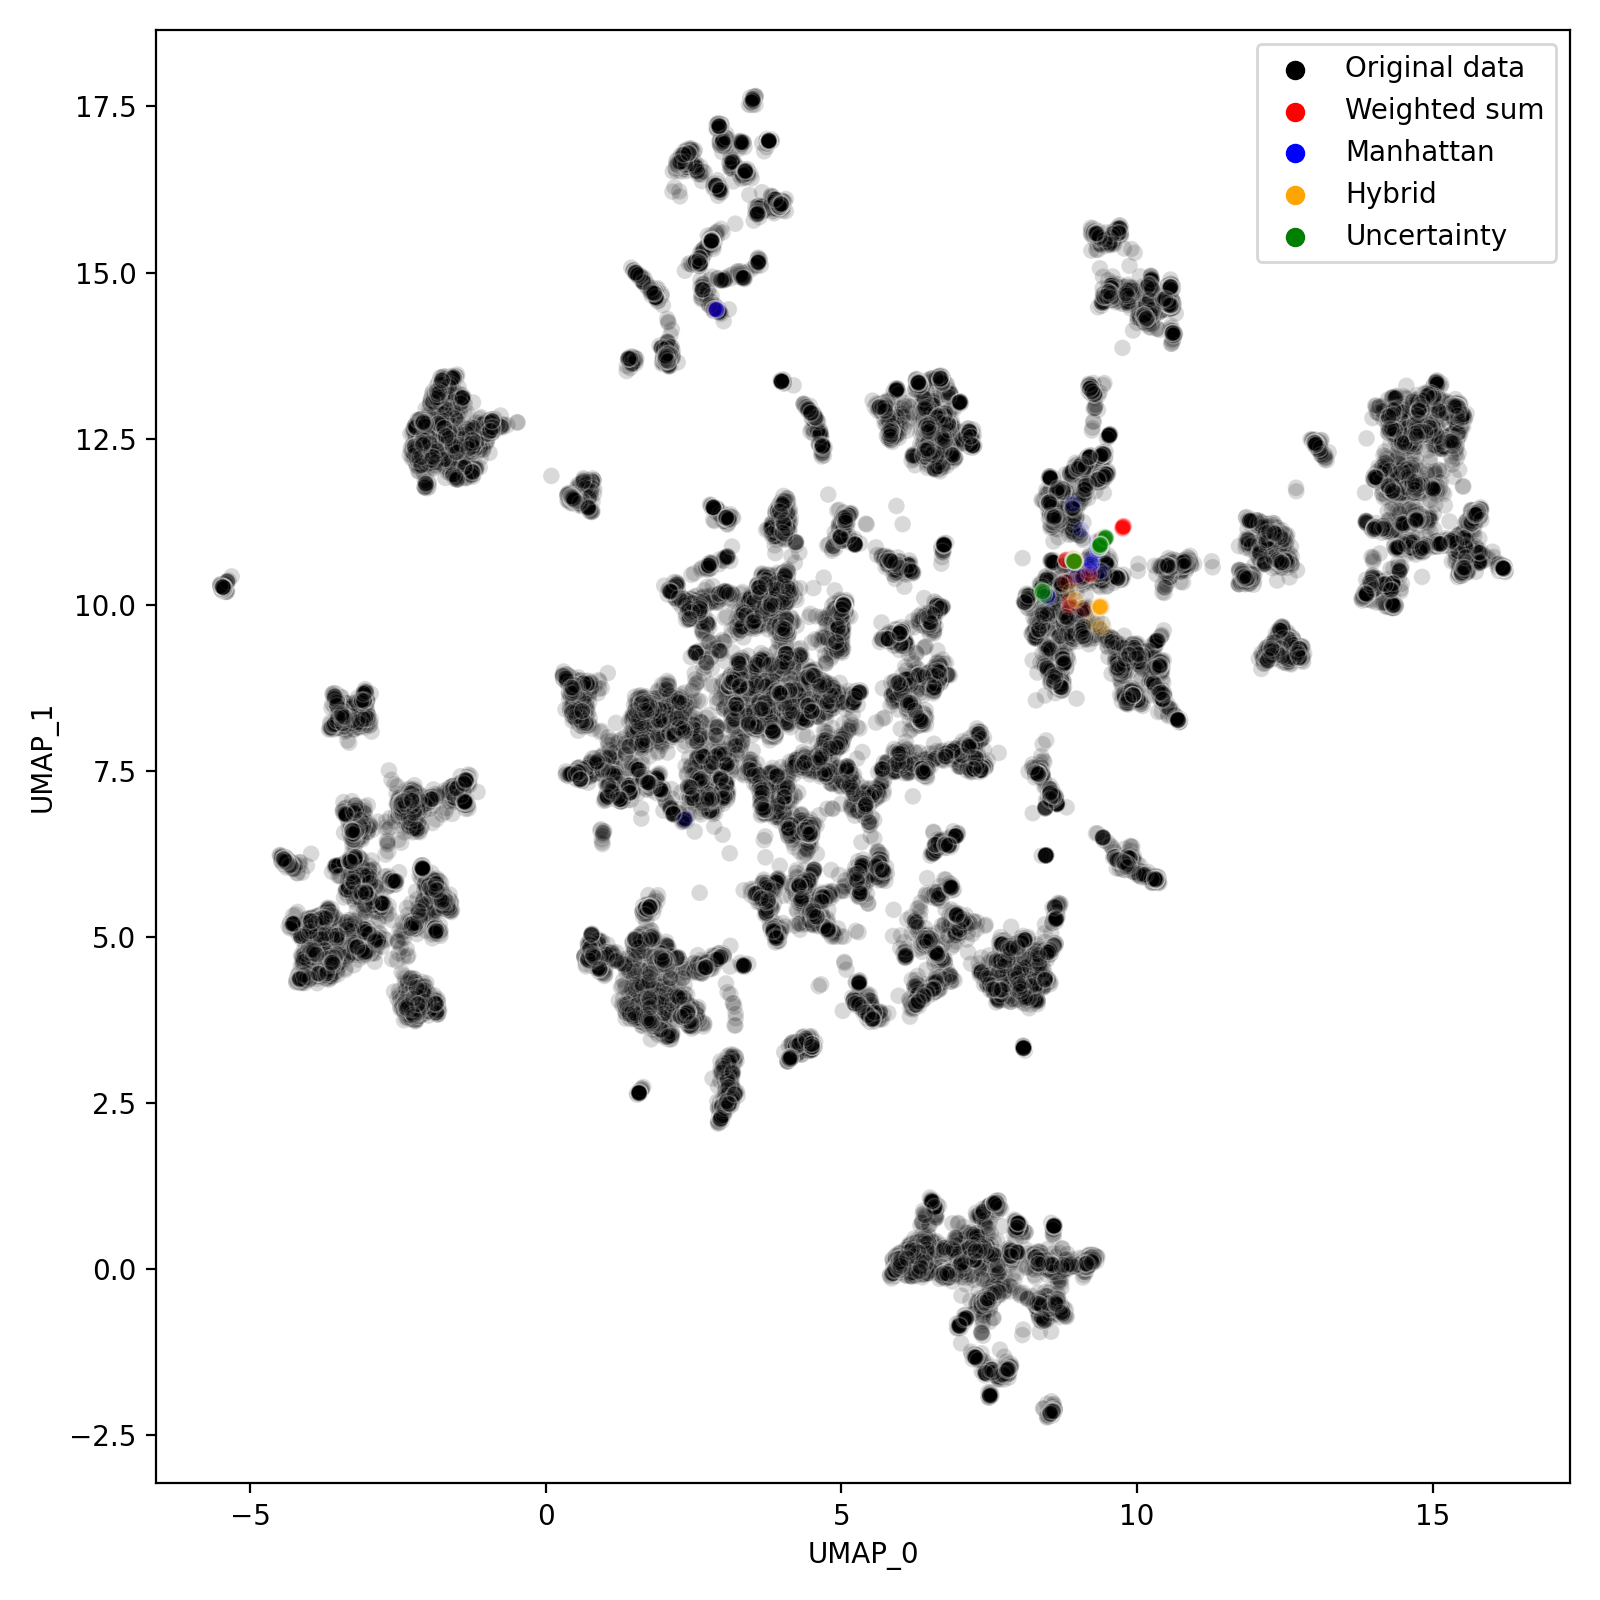 Original data
Weighted sum
Manhattan
Hybrid
Uncertainty
17.5
15.0
12.5
10.0
7.5
5.0
2.5
0.0
−2.5
UMAP_1
−5 0 5 10 15
UMAP_0